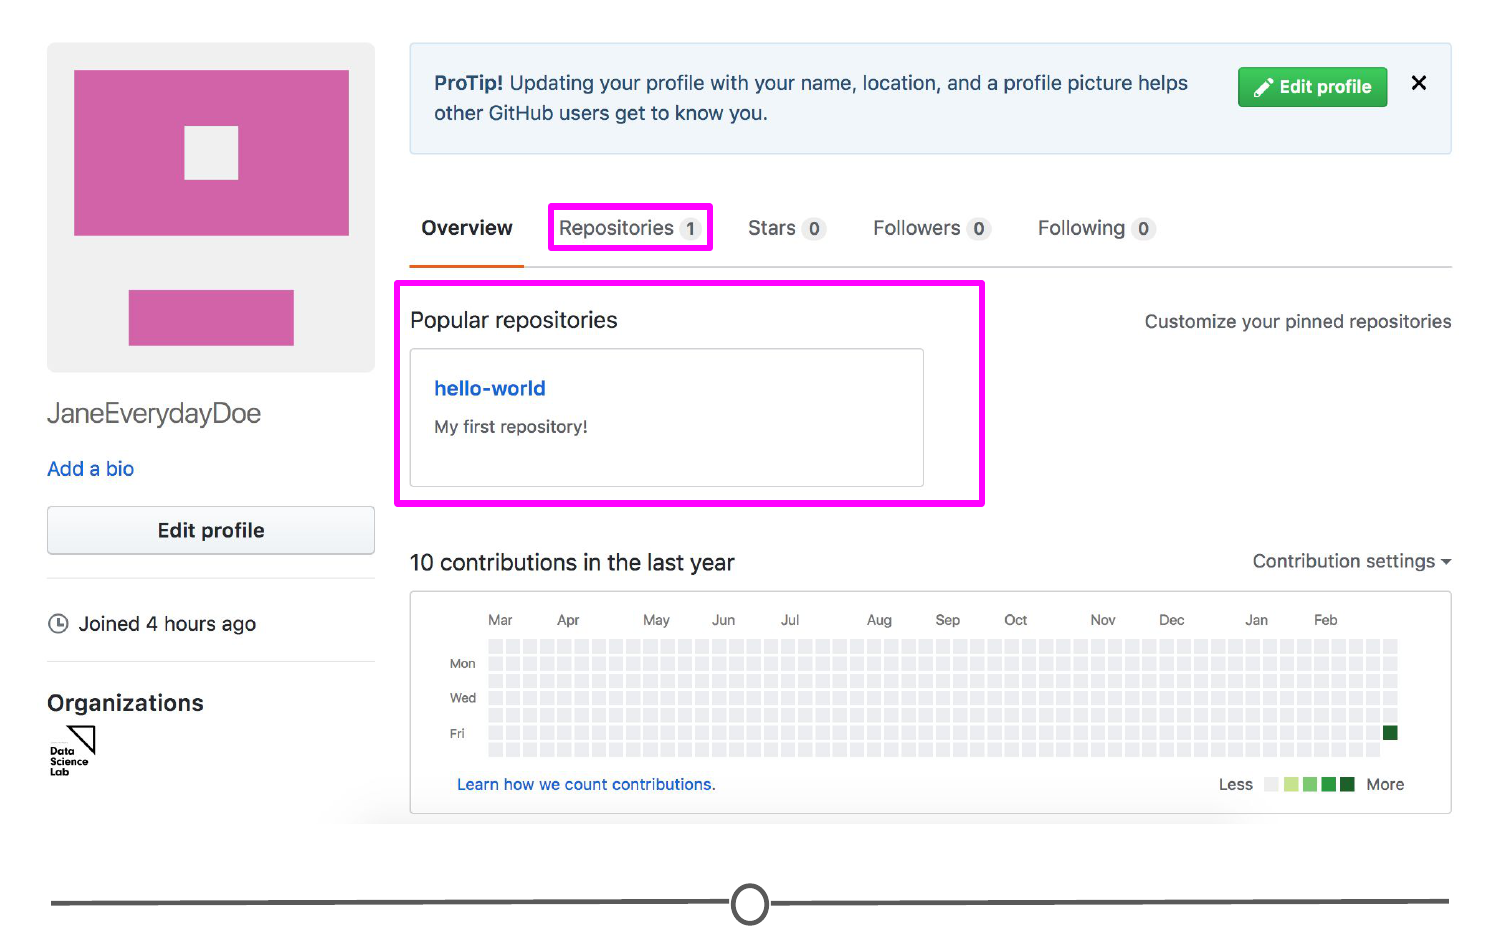 ProTip! Updating your profile with your name, location, and a profile picture helps
other GitHub users get to know you.
Edit profile
Overview
Repositories 1
Stars 0
Followers 0
Following 0
Popular repositories
Customize your pinned repositories
hello-world
My first repository!
JaneEverydayDoe
Add a bio
Edit profile
Joined 4 hours ago
Organizations
Data
Science
Lab
10 contributions in the last year
Contribution settings
Mar Apr May Jun Jul Aug Sep Oct Nov Dec Jan Feb
Mon
Wed
Fri
Learn how we count contributions.
Less More